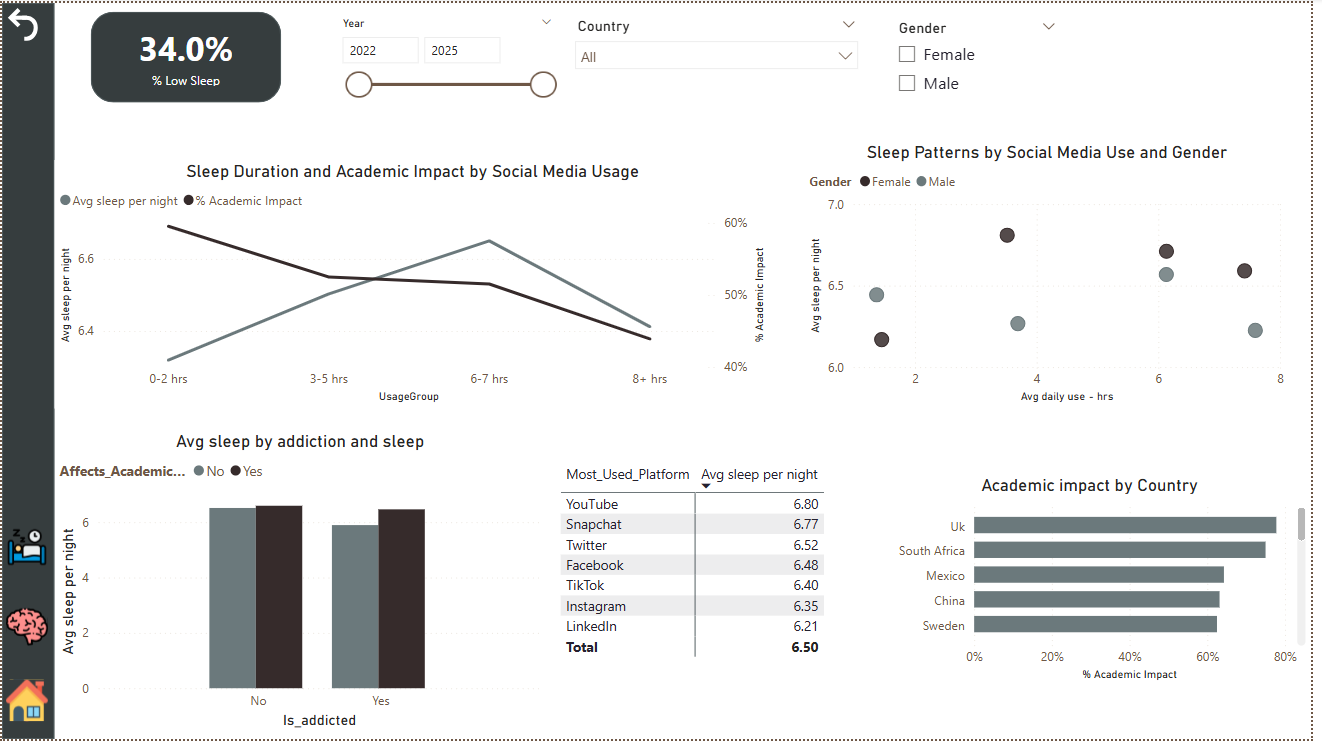 34.0%
% Low Sleep
Year
2022 2025
Country
All
Gender
Female
Male
Sleep Duration and Academic Impact by Social Media Usage
Avg sleep per night % Academic Impact
Avg sleep per night
6.6
6.4
60%
50%
40%
% Academic Impact
0-2 hrs 3-5 hrs 6-7 hrs 8+ hrs
UsageGroup
Sleep Patterns by Social Media Use and Gender
Gender Female Male
Avg sleep per night
7.0
6.5
6.0
2 4 6 8
Avg daily use - hrs
Avg sleep by addiction and sleep
Affects_Academic... No Yes
Avg sleep per night
6
4
2
0
No Yes
Is_addicted
Most_Used_Platform Avg sleep per night
YouTube 6.80
Snapchat 6.77
Twitter 6.52
Facebook 6.48
TikTok 6.40
Instagram 6.35
LinkedIn 6.21
Total 6.50
Academic impact by Country
Uk
South Africa
Mexico
China
Sweden
0% 20% 40% 60% 80%
% Academic Impact